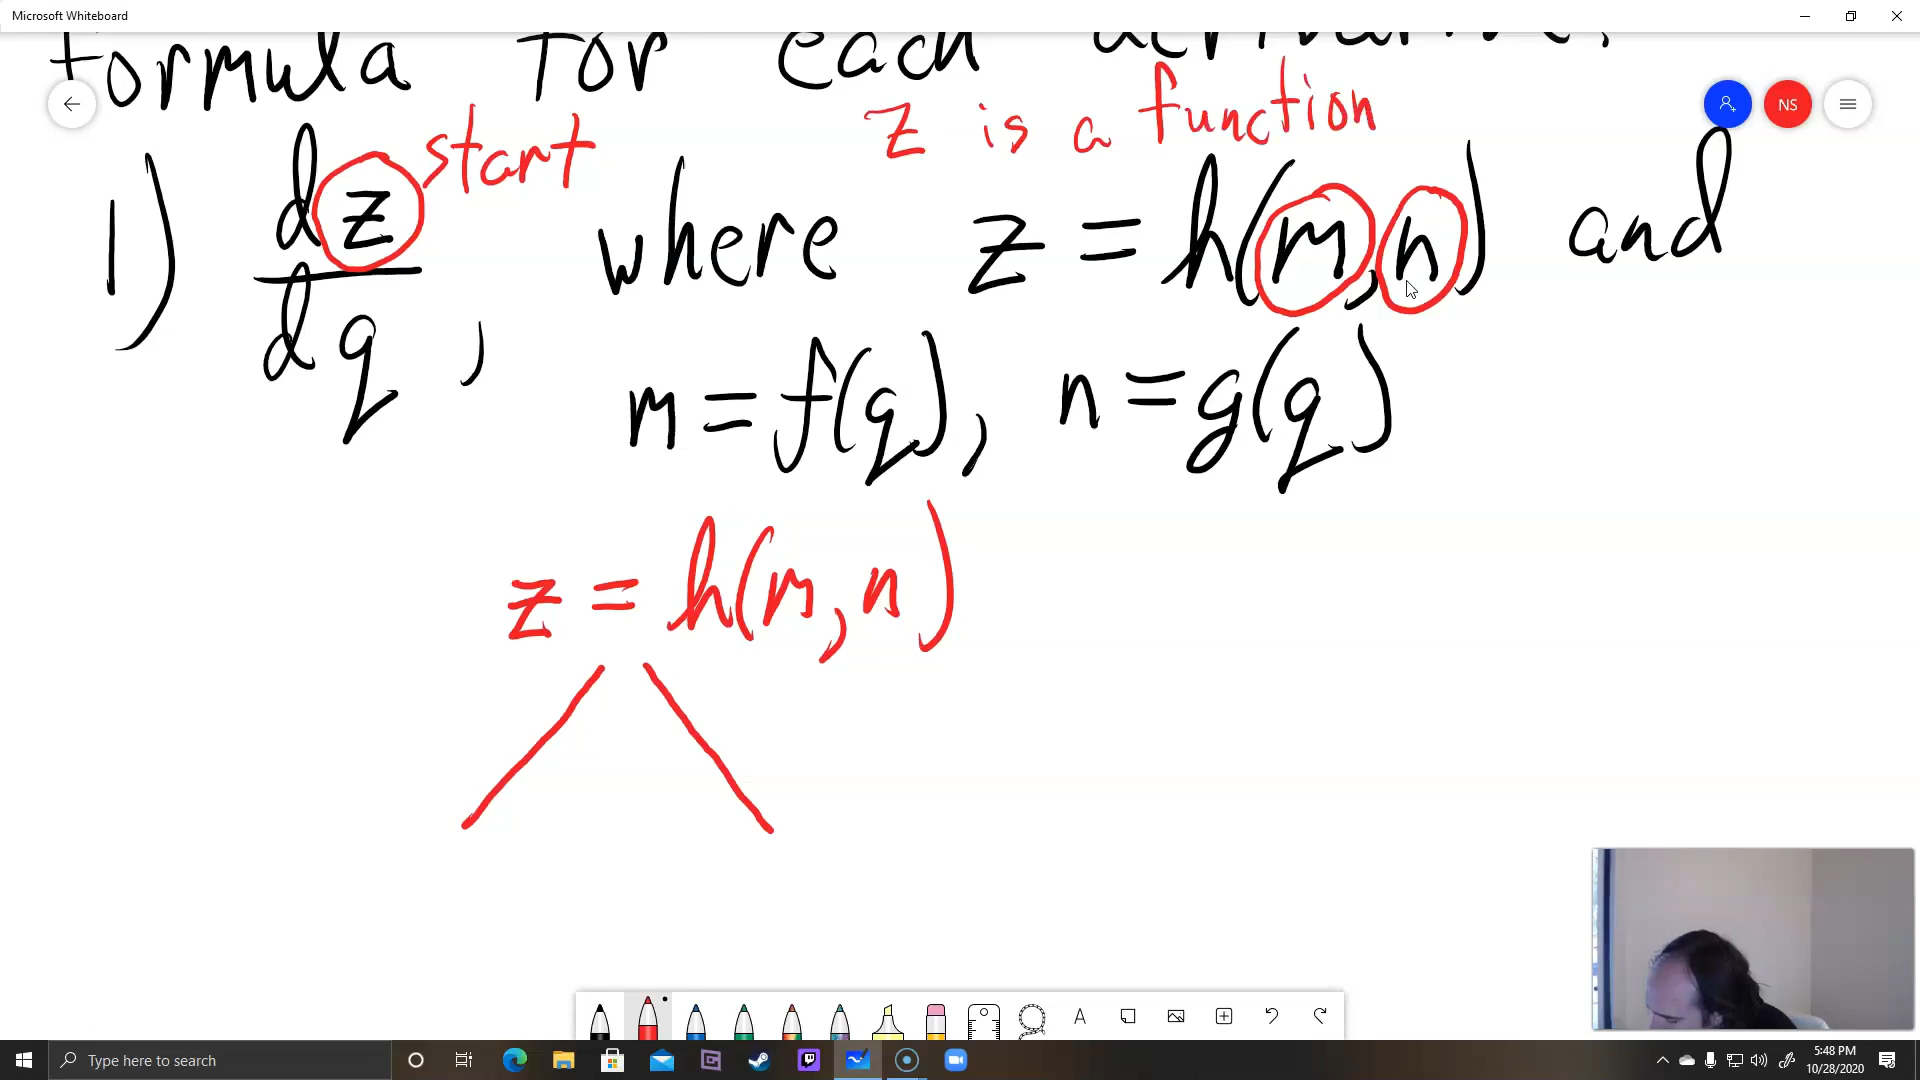 Microsoft Whiteboard
formula for each derivative.
z is a function
start
NS
1) dz/dq , where z = h(m,n) and
m = f(q), n = g(q)
z = h(m,n)
A
Type here to search
5:48 PM
10/28/2020